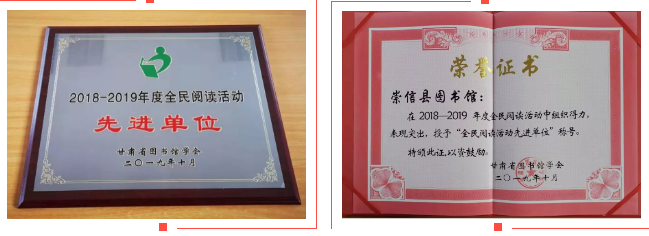 2018-2019年度全民阅读活动
先进单位
甘肃省图书馆学会
二〇一九年十月
荣誉证书
崇信县图书馆：
在2018—2019 年度全民阅读活动中组织得力，
表现突出，授予“全民阅读活动先进单位”称号。
特颁此证，以资鼓励。
甘肃省图书馆学会
二〇一九年十月